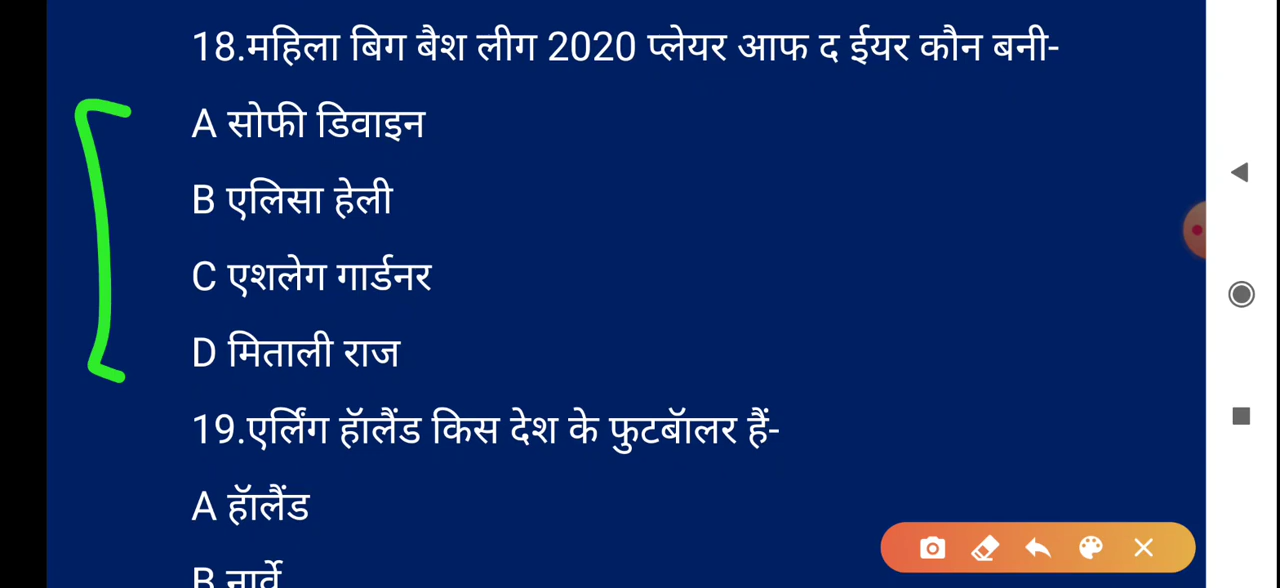 18.महिला बिग बैश लीग 2020 प्लेयर आफ द ईयर कौन बनी-
A सोफी डिवाइन
B एलिसा हेली
C एशलेग गार्डनर
D मिताली राज
19.एर्लिंग हॉलैंड किस देश के फुटबॉलर हैं-
A हॉलैंड
B नार्वे